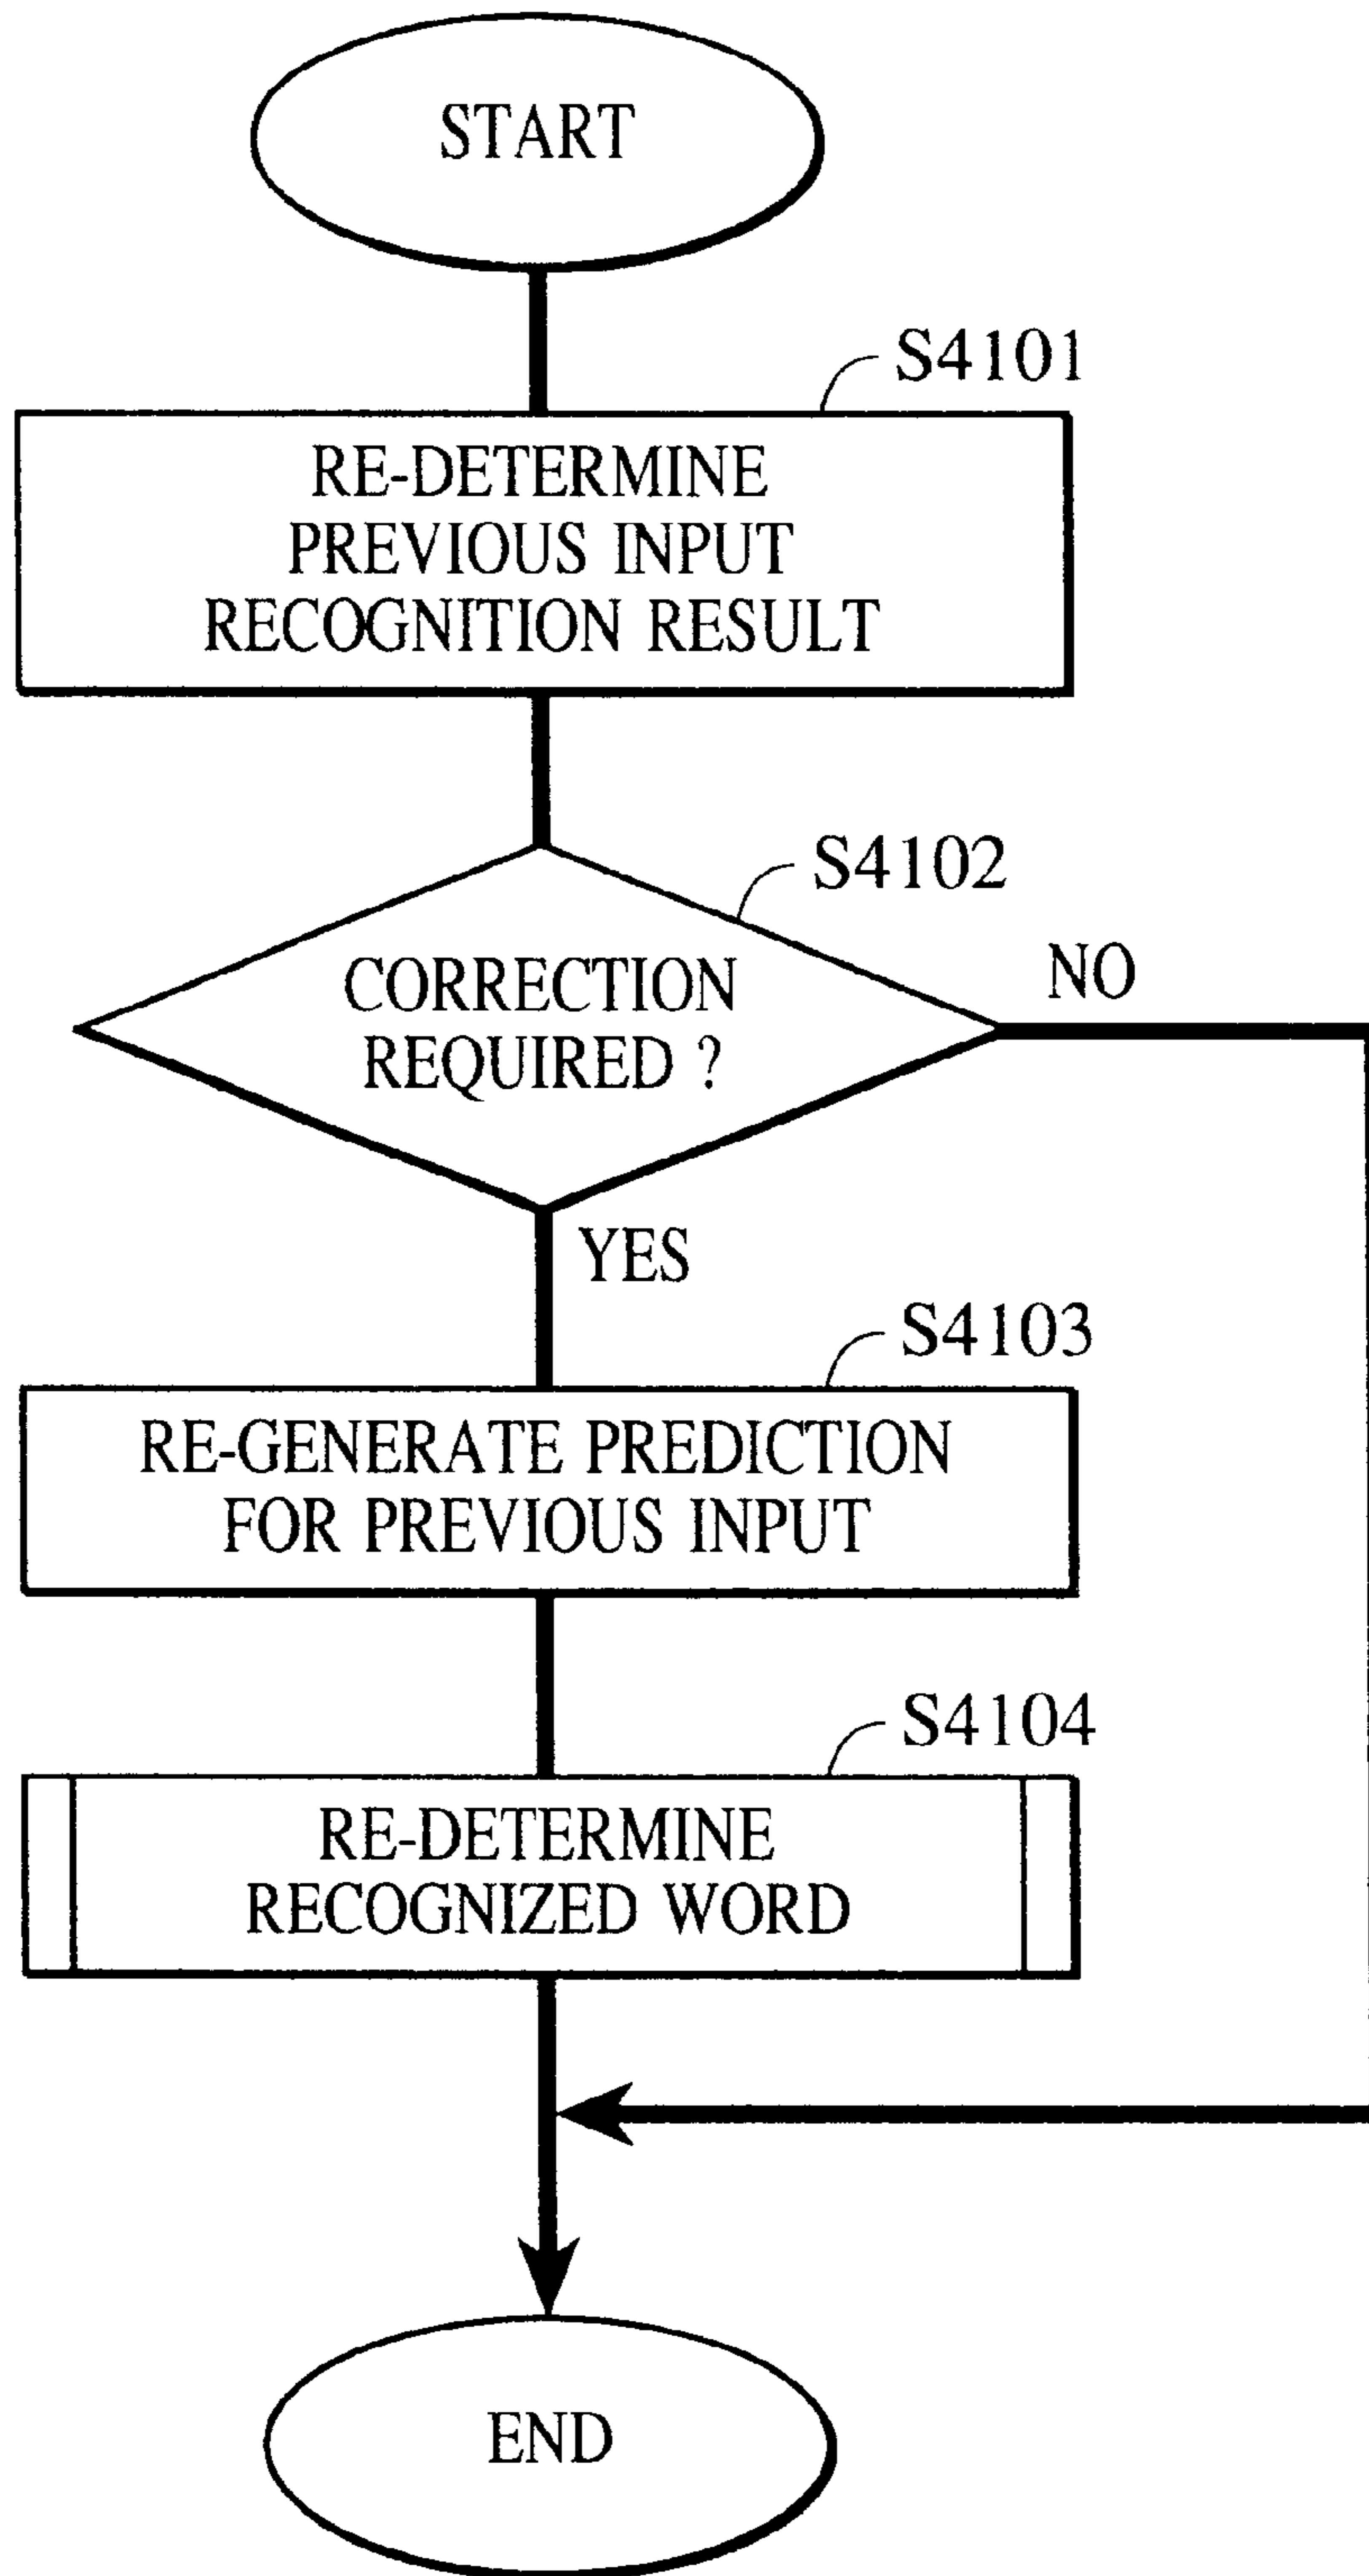 START
S4101
RE-DETERMINE
PREVIOUS INPUT
RECOGNITION RESULT
S4102
CORRECTION
REQUIRED ?
NO
YES
S4103
RE-GENERATE PREDICTION
FOR PREVIOUS INPUT
S4104
RE-DETERMINE
RECOGNIZED WORD
END